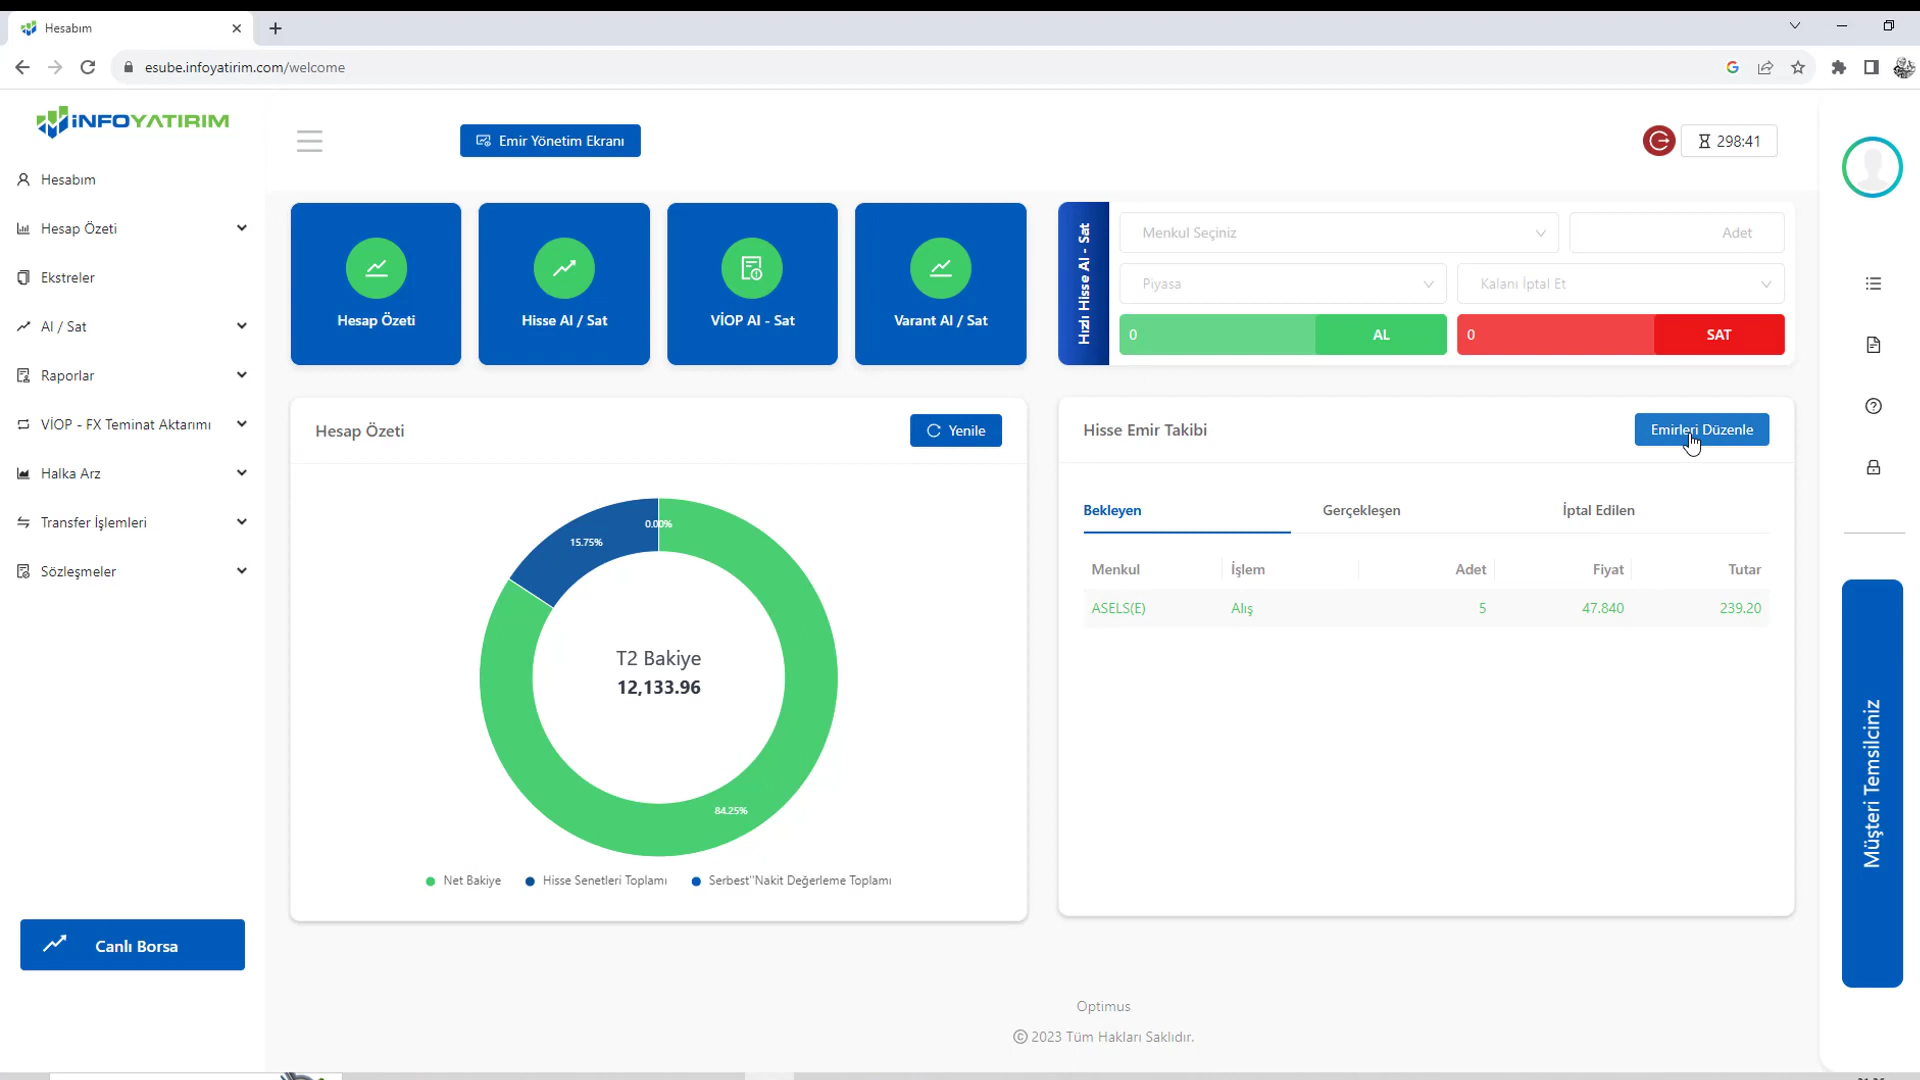 Hesabım
esube.infoyatirim.com/welcome
iNFOYATIRIM
Emir Yönetim Ekranı
298:41
Hesabım
Hesap Özeti
Ekstreler
Al / Sat
Raporlar
VİOP - FX Teminat Aktarımı
Halka Arz
Transfer İşlemleri
Sözleşmeler
Canlı Borsa
Hesap Özeti
Hisse Al / Sat
VİOP Al - Sat
Varant Al / Sat
Hızlı Hisse Al - Sat
Menkul Seçiniz
Adet
Piyasa
Kalanı İptal Et
0 AL
0 SAT
Hesap Özeti
Yenile
0.00%
15.75%
T2 Bakiye
12,133.96
84.25%
Net Bakiye
Hisse Senetleri Toplamı
Serbest''Nakit Değerleme Toplamı
Hisse Emir Takibi
Emirleri Düzenle
Bekleyen Gerçekleşen İptal Edilen
Menkul İşlem Adet Fiyat Tutar
ASELS(E) Alış 5 47.840 239.20
Müşteri Temsilciniz
Optimus
© 2023 Tüm Hakları Saklıdır.